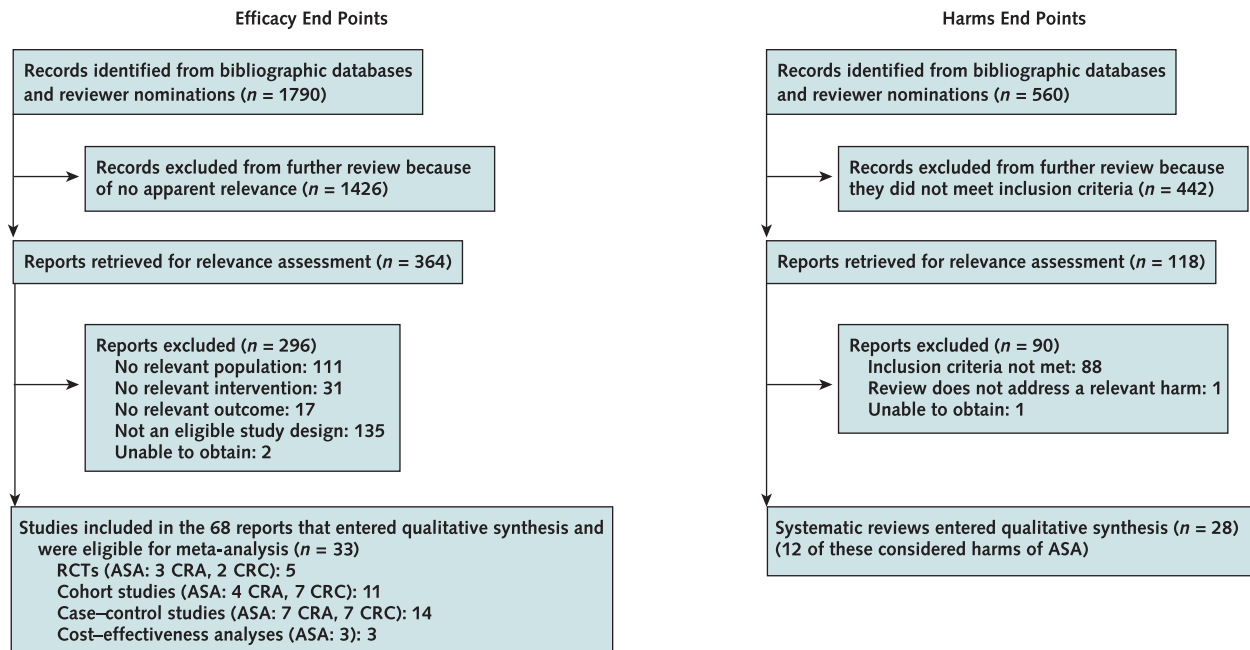 Efficacy End Points
Records identified from bibliographic databases
and reviewer nominations (n = 1790)
Records excluded from further review because
of no apparent relevance (n = 1426)
Reports retrieved for relevance assessment (n = 364)
Reports excluded (n = 296)
No relevant population: 111
No relevant intervention: 31
No relevant outcome: 17
Not an eligible study design: 135
Unable to obtain: 2
Studies included in the 68 reports that entered qualitative synthesis and
were eligible for meta-analysis (n = 33)
RCTs (ASA: 3 CRA, 2 CRC): 5
Cohort studies (ASA: 4 CRA, 7 CRC): 11
Case–control studies (ASA: 7 CRA, 7 CRC): 14
Cost–effectiveness analyses (ASA: 3): 3
Harms End Points
Records identified from bibliographic databases
and reviewer nominations (n = 560)
Records excluded from further review because
they did not meet inclusion criteria (n = 442)
Reports retrieved for relevance assessment (n = 118)
Reports excluded (n = 90)
Inclusion criteria not met: 88
Review does not address a relevant harm: 1
Unable to obtain: 1
Systematic reviews entered qualitative synthesis (n = 28)
(12 of these considered harms of ASA)